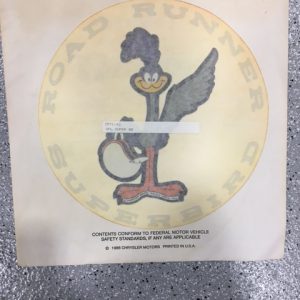 ROAD RUNNER
SUPERBIRD
CONTENTS CONFORM TO FEDERAL MOTOR VEHICLE
SAFETY STANDARDS, IF ANY ARE APPLICABLE
PRINTED IN U.S.A.
CHRYSLER MOTORS